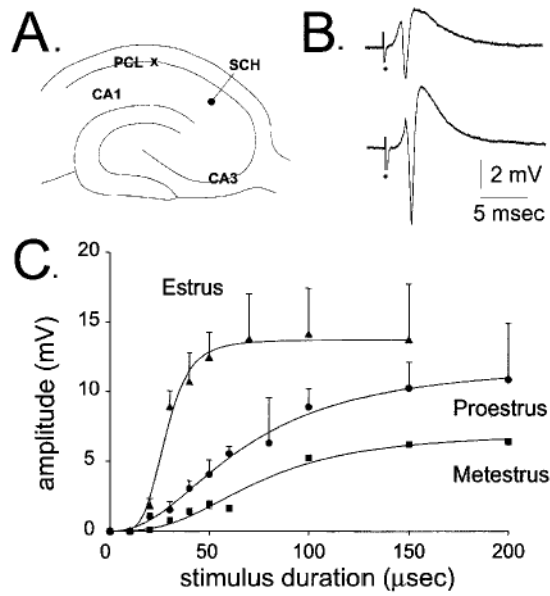 A.
PCL x
SCH
CA1
CA3
B.
2 mV
5 msec
C.
Estrus
Proestrus
Metestrus
amplitude (mV)
20
15
10
5
0
0 50 100 150 200
stimulus duration (μsec)